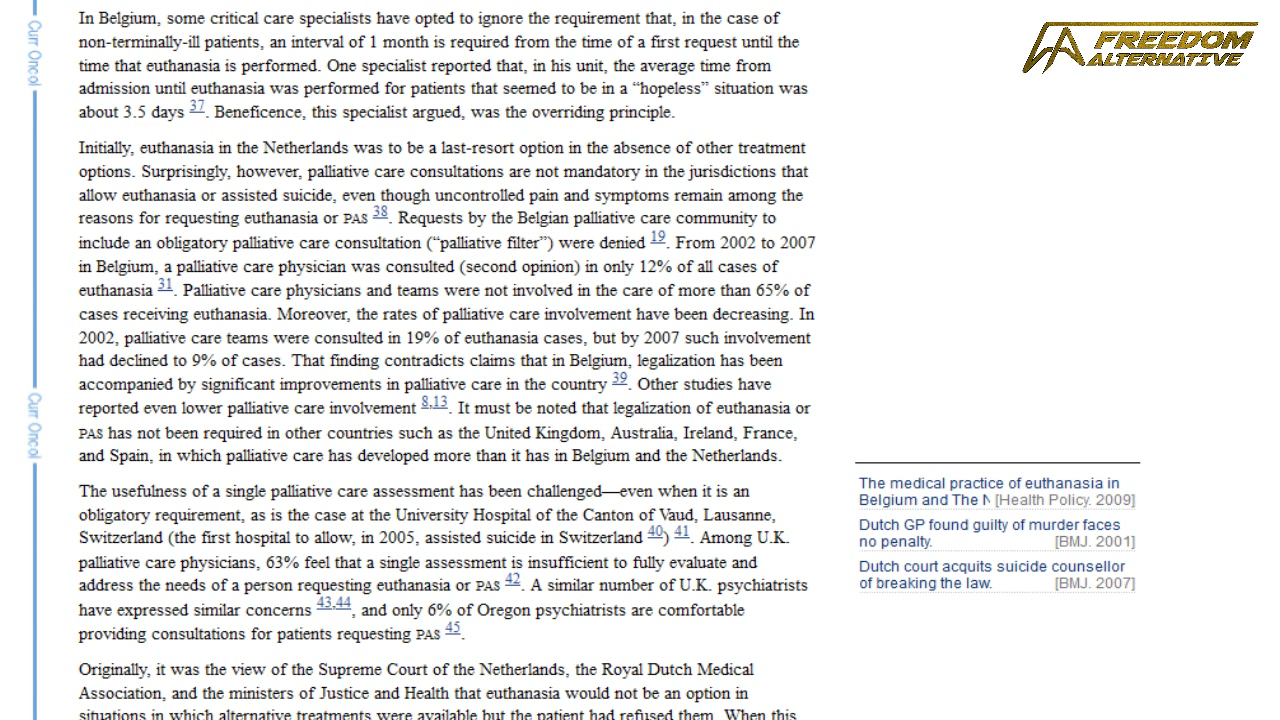 Curr Oncol
Curr Oncol
FREEDOM
ALTERNATIVE
In Belgium, some critical care specialists have opted to ignore the requirement that, in the case of
non-terminally-ill patients, an interval of 1 month is required from the time of a first request until the
time that euthanasia is performed. One specialist reported that, in his unit, the average time from
admission until euthanasia was performed for patients that seemed to be in a “hopeless” situation was
about 3.5 days 37. Beneficence, this specialist argued, was the overriding principle.
Initially, euthanasia in the Netherlands was to be a last-resort option in the absence of other treatment
options. Surprisingly, however, palliative care consultations are not mandatory in the jurisdictions that
allow euthanasia or assisted suicide, even though uncontrolled pain and symptoms remain among the
reasons for requesting euthanasia or PAS 38. Requests by the Belgian palliative care community to
include an obligatory palliative care consultation (“palliative filter”) were denied 19. From 2002 to 2007
in Belgium, a palliative care physician was consulted (second opinion) in only 12% of all cases of
euthanasia 31. Palliative care physicians and teams were not involved in the care of more than 65% of
cases receiving euthanasia. Moreover, the rates of palliative care involvement have been decreasing. In
2002, palliative care teams were consulted in 19% of euthanasia cases, but by 2007 such involvement
had declined to 9% of cases. That finding contradicts claims that in Belgium, legalization has been
accompanied by significant improvements in palliative care in the country 39. Other studies have
reported even lower palliative care involvement 8,13. It must be noted that legalization of euthanasia or
PAS has not been required in other countries such as the United Kingdom, Australia, Ireland, France,
and Spain, in which palliative care has developed more than it has in Belgium and the Netherlands.
The usefulness of a single palliative care assessment has been challenged—even when it is an
obligatory requirement, as is the case at the University Hospital of the Canton of Vaud, Lausanne,
Switzerland (the first hospital to allow, in 2005, assisted suicide in Switzerland 40) 41. Among U.K.
palliative care physicians, 63% feel that a single assessment is insufficient to fully evaluate and
address the needs of a person requesting euthanasia or PAS 42. A similar number of U.K. psychiatrists
have expressed similar concerns 43,44, and only 6% of Oregon psychiatrists are comfortable
providing consultations for patients requesting PAS 45.
Originally, it was the view of the Supreme Court of the Netherlands, the Royal Dutch Medical
Association, and the ministers of Justice and Health that euthanasia would not be an option in
situations in which alternative treatments were available but the patient had refused them. When this
The medical practice of euthanasia in
Belgium and The N [Health Policy. 2009]
Dutch GP found guilty of murder faces
no penalty. [BMJ. 2001]
Dutch court acquits suicide counsellor
of breaking the law. [BMJ. 2007]